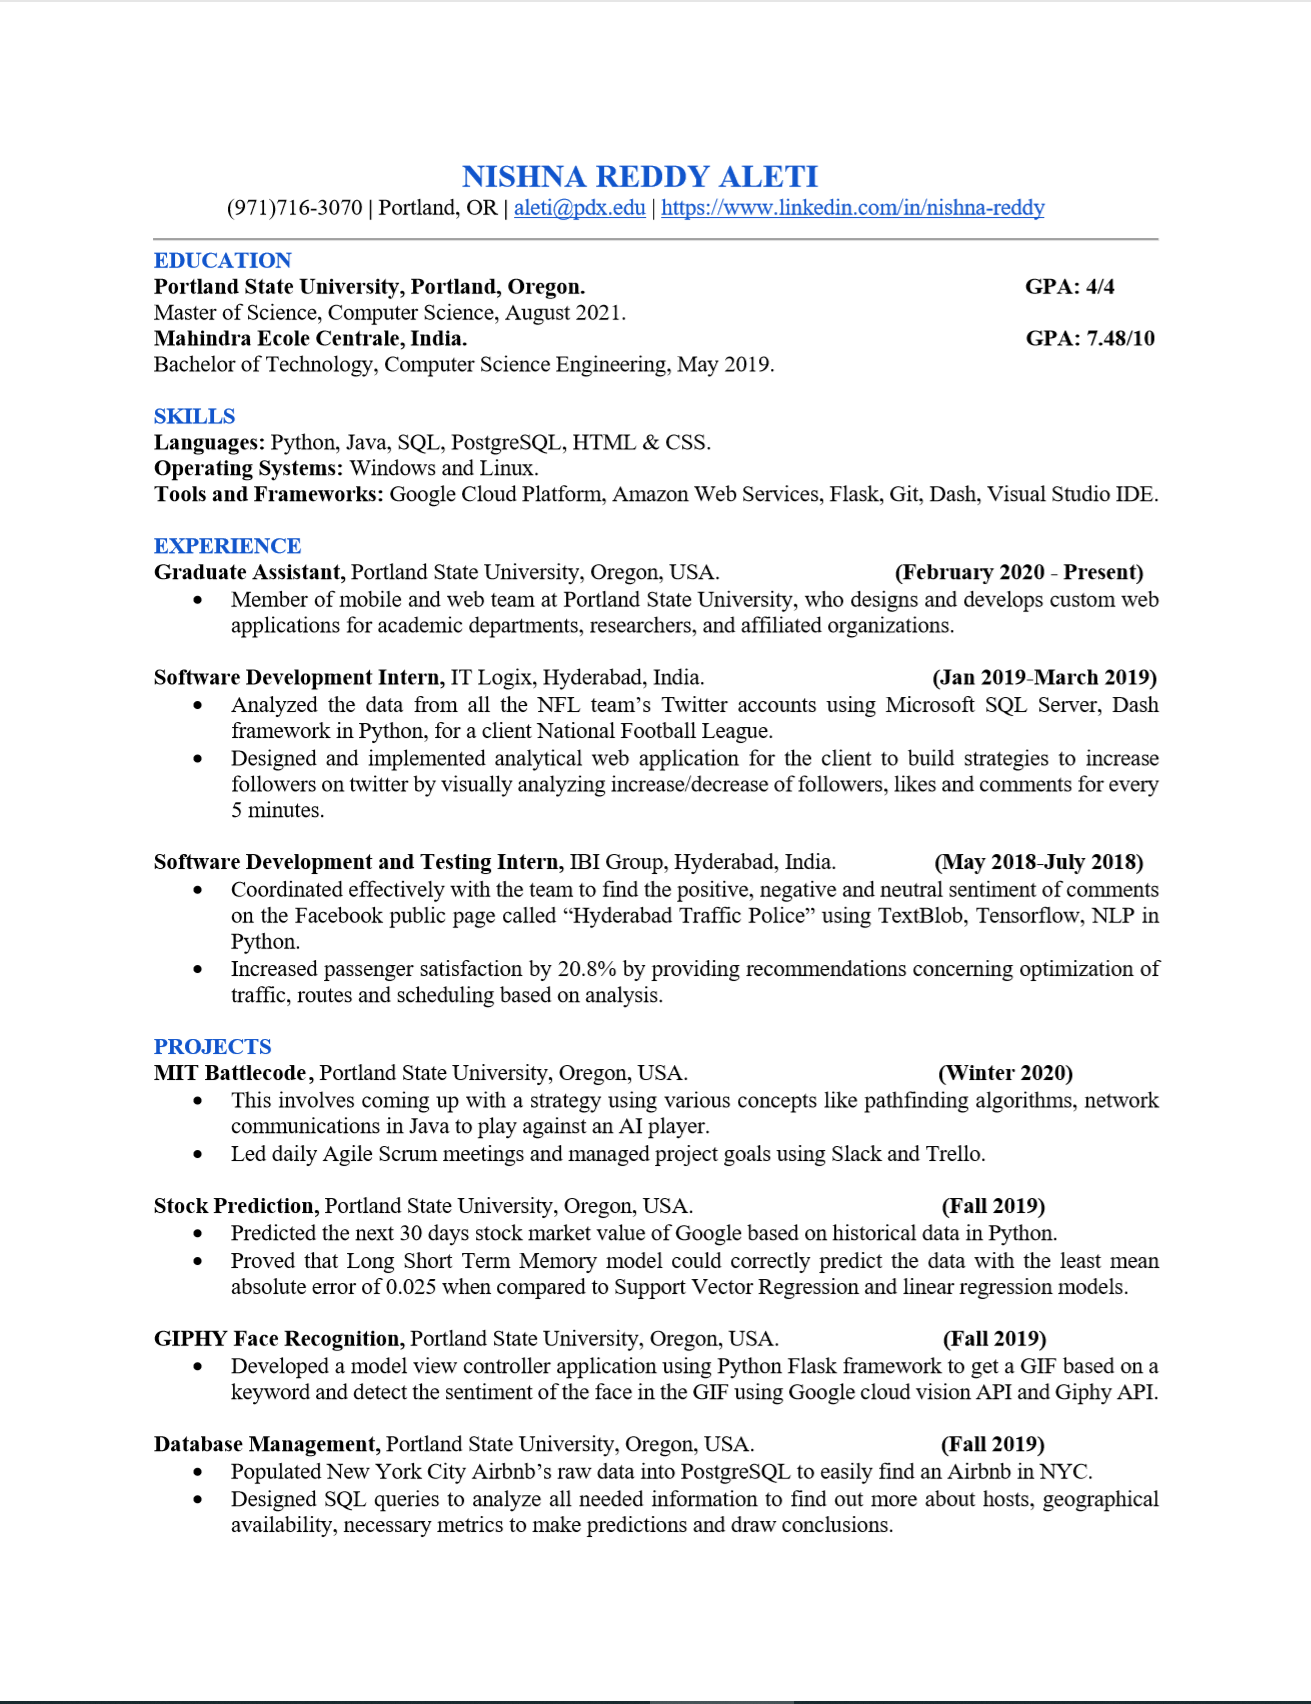 NISHNA REDDY ALETI
(971)716-3070 | Portland, OR | aleti@pdx.edu | https://www.linkedin.com/in/nishna-reddy
EDUCATION
Portland State University, Portland, Oregon. GPA: 4/4
Master of Science, Computer Science, August 2021.
Mahindra Ecole Centrale, India. GPA: 7.48/10
Bachelor of Technology, Computer Science Engineering, May 2019.
SKILLS
Languages: Python, Java, SQL, PostgreSQL, HTML & CSS.
Operating Systems: Windows and Linux.
Tools and Frameworks: Google Cloud Platform, Amazon Web Services, Flask, Git, Dash, Visual Studio IDE.
EXPERIENCE
Graduate Assistant, Portland State University, Oregon, USA. (February 2020 - Present)
• Member of mobile and web team at Portland State University, who designs and develops custom web
applications for academic departments, researchers, and affiliated organizations.
Software Development Intern, IT Logix, Hyderabad, India. (Jan 2019-March 2019)
• Analyzed the data from all the NFL team’s Twitter accounts using Microsoft SQL Server, Dash
framework in Python, for a client National Football League.
• Designed and implemented analytical web application for the client to build strategies to increase
followers on twitter by visually analyzing increase/decrease of followers, likes and comments for every
5 minutes.
Software Development and Testing Intern, IBI Group, Hyderabad, India. (May 2018-July 2018)
• Coordinated effectively with the team to find the positive, negative and neutral sentiment of comments
on the Facebook public page called “Hyderabad Traffic Police” using TextBlob, Tensorflow, NLP in
Python.
• Increased passenger satisfaction by 20.8% by providing recommendations concerning optimization of
traffic, routes and scheduling based on analysis.
PROJECTS
MIT Battlecode, Portland State University, Oregon, USA. (Winter 2020)
• This involves coming up with a strategy using various concepts like pathfinding algorithms, network
communications in Java to play against an AI player.
• Led daily Agile Scrum meetings and managed project goals using Slack and Trello.
Stock Prediction, Portland State University, Oregon, USA. (Fall 2019)
• Predicted the next 30 days stock market value of Google based on historical data in Python.
• Proved that Long Short Term Memory model could correctly predict the data with the least mean
absolute error of 0.025 when compared to Support Vector Regression and linear regression models.
GIPHY Face Recognition, Portland State University, Oregon, USA. (Fall 2019)
• Developed a model view controller application using Python Flask framework to get a GIF based on a
keyword and detect the sentiment of the face in the GIF using Google cloud vision API and Giphy API.
Database Management, Portland State University, Oregon, USA. (Fall 2019)
• Populated New York City Airbnb’s raw data into PostgreSQL to easily find an Airbnb in NYC.
• Designed SQL queries to analyze all needed information to find out more about hosts, geographical
availability, necessary metrics to make predictions and draw conclusions.